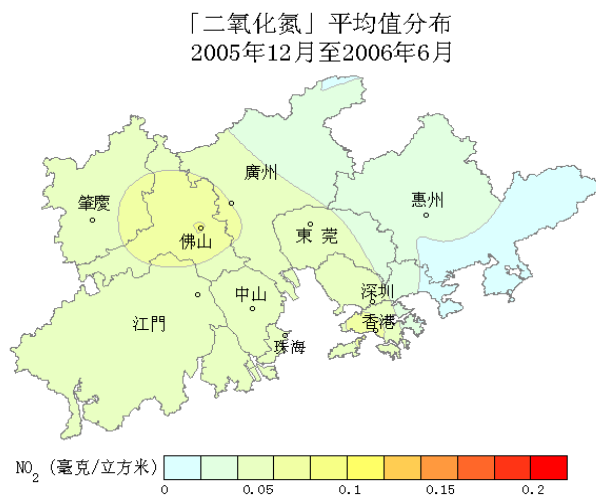 「二氧化氮」平均值分布
2005年12月至2006年6月
廣州
肇慶
惠州
佛山
東莞
深圳
中山
江門
香港
珠海
NO2 (毫克/立方米)
0 0.05 0.1 0.15 0.2